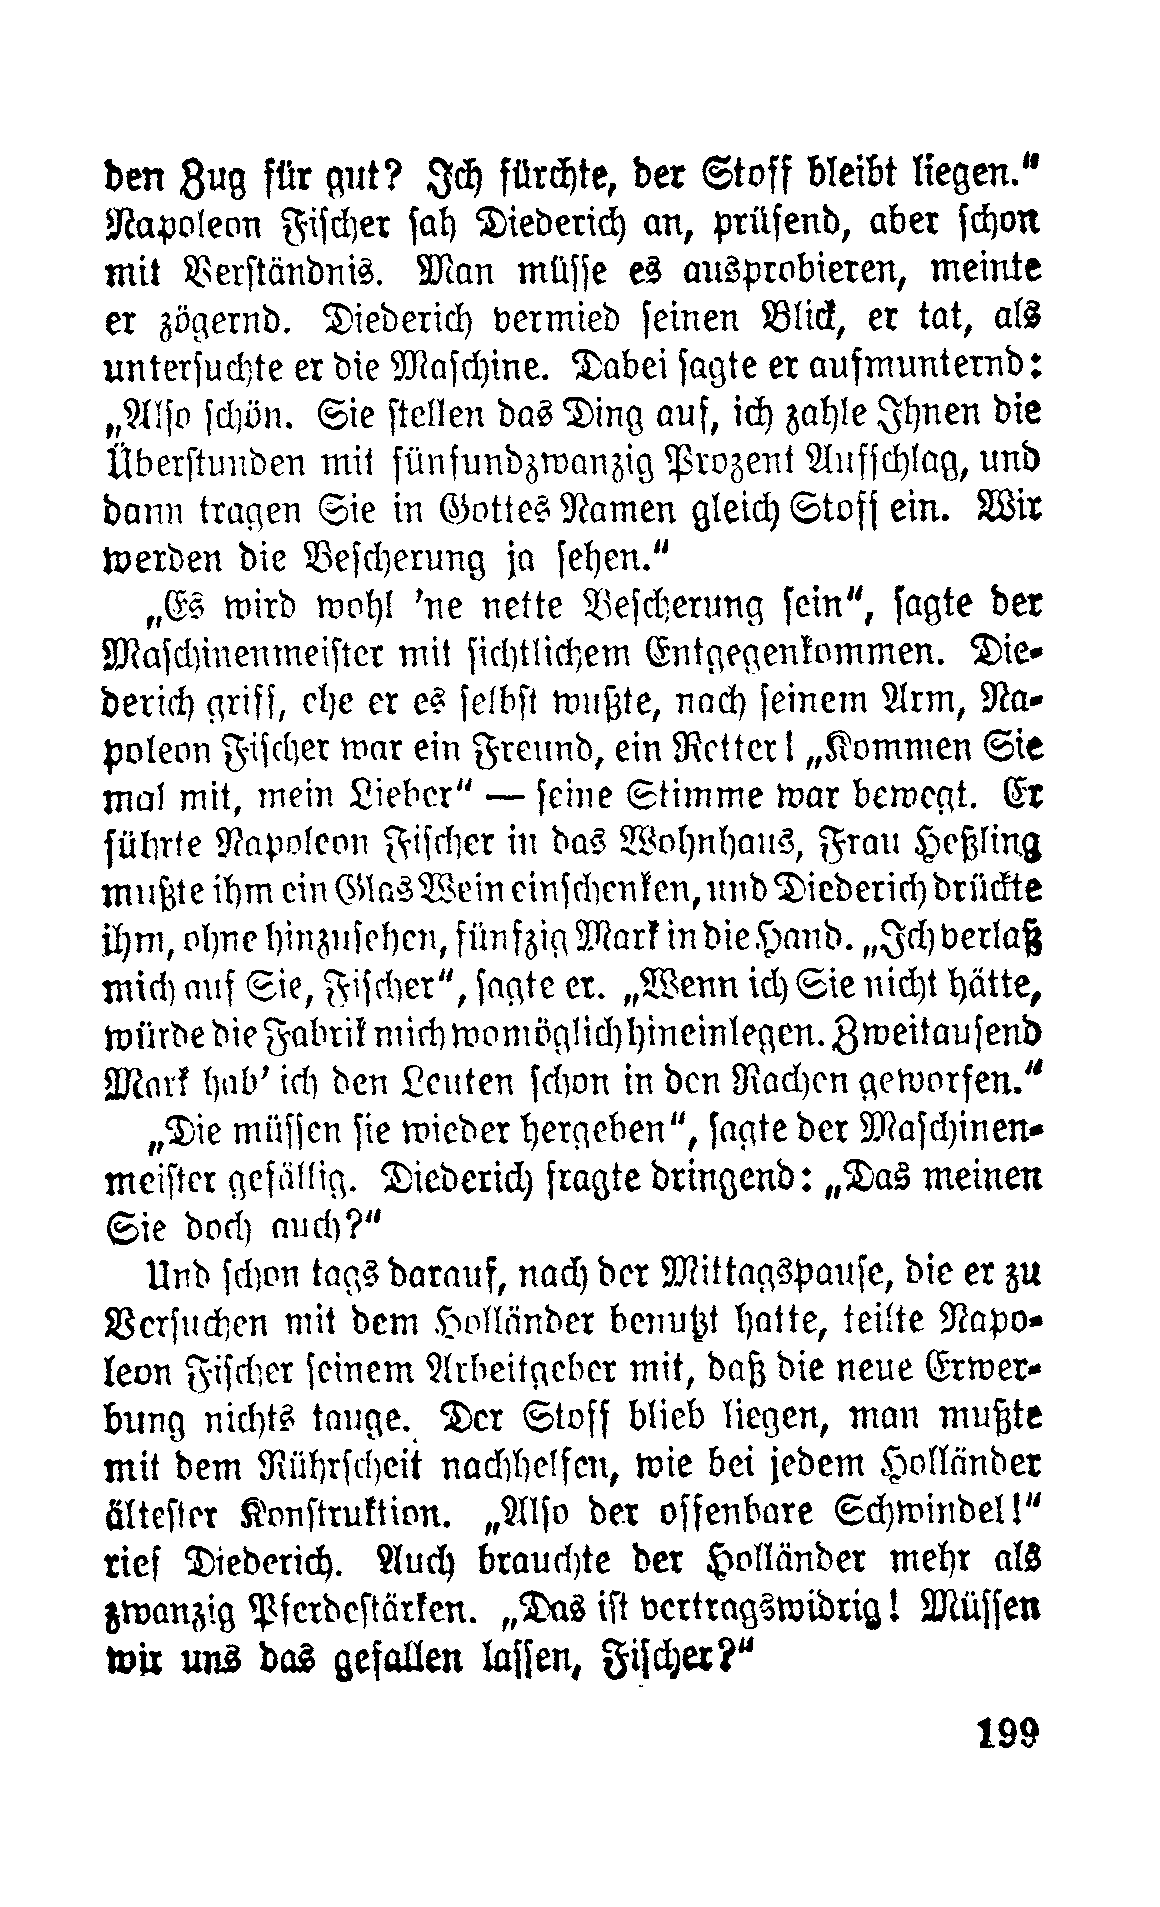 den Zug für gut? Ich fürchte, der Stoff bleibt liegen.“
Napoleon Fischer sah Diederich an, prüfend, aber schon
mit Verständnis. Man müsse es ausprobieren, meinte
er zögernd. Diederich vermied seinen Blick, er tat, als
untersuchte er die Maschine. Dabei sagte er aufmunternd:
„Also schön. Sie stellen das Ding auf, ich zahle Ihnen die
Überstunden mit fünfundzwanzig Prozent Aufschlag, und
dann tragen Sie in Gottes Namen gleich Stoff ein. Wir
werden die Bescherung ja sehen.“
„Es wird wohl ’ne nette Bescherung sein“, sagte der
Maschinenmeister mit sichtlichem Entgegenkommen. Die-
derich griff, ehe er es selbst wußte, nach seinem Arm, Na-
poleon Fischer war ein Freund, ein Retter! „Kommen Sie
mal mit, mein Lieber“ — seine Stimme war bewegt. Er
führte Napoleon Fischer in das Wohnhaus, Frau Heßling
mußte ihm ein Glas Wein einschenken, und Diederich drückte
ihm, ohne hinzusehen, fünfzig Mark in die Hand. „Ich verlaß
mich auf Sie, Fischer“, sagte er. „Wenn ich Sie nicht hätte,
würde die Fabrik mich womöglich hineinlegen. Zweitausend
Mark hab’ ich den Leuten schon in den Rachen geworfen.“
„Die müssen sie wieder hergeben“, sagte der Maschinen-
meister gefällig. Diederich fragte dringend: „Das meinen
Sie doch auch?“
Und schon tags darauf, nach der Mittagspause, die er zu
Versuchen mit dem Holländer benutzt hatte, teilte Napo-
leon Fischer seinem Arbeitgeber mit, daß die neue Erwer-
bung nichts tauge. Der Stoff blieb liegen, man mußte
mit dem Rührscheit nachhelfen, wie bei jedem Holländer
ältester Konstruktion. „Also der offenbare Schwindel!“
rief Diederich. Auch brauchte der Holländer mehr als
zwanzig Pferdestärken. „Das ist vertragswidrig! Müssen
wir uns das gefallen lassen, Fischer?“
199